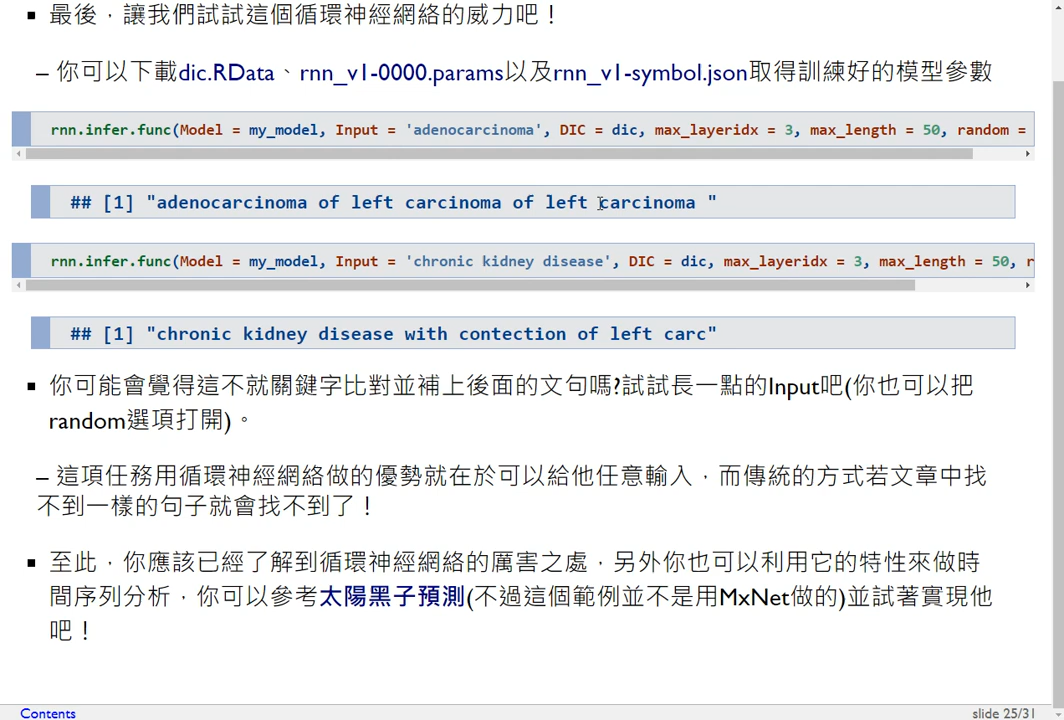 ▪ 最後，讓我們試試這個循環神經網絡的威力吧！
– 你可以下載dic.RData、rnn_v1-0000.params以及rnn_v1-symbol.json取得訓練好的模型參數
rnn.infer.func(Model = my_model, Input = 'adenocarcinoma', DIC = dic, max_layeridx = 3, max_length = 50, random =
## [1] "adenocarcinoma of left carcinoma of left carcinoma "
rnn.infer.func(Model = my_model, Input = 'chronic kidney disease', DIC = dic, max_layeridx = 3, max_length = 50, r
## [1] "chronic kidney disease with contection of left carc"
▪ 你可能會覺得這不就關鍵字比對並補上後面的文句嗎?試試長一點的Input吧(你也可以把
random選項打開)。
– 這項任務用循環神經網絡做的優勢就在於可以給他任意輸入，而傳統的方式若文章中找
不到一樣的句子就會找不到了！
▪ 至此，你應該已經了解到循環神經網絡的厲害之處，另外你也可以利用它的特性來做時
間序列分析，你可以參考太陽黑子預測(不過這個範例並不是用MxNet做的)並試著實現他
吧！
Contents
slide 25/31